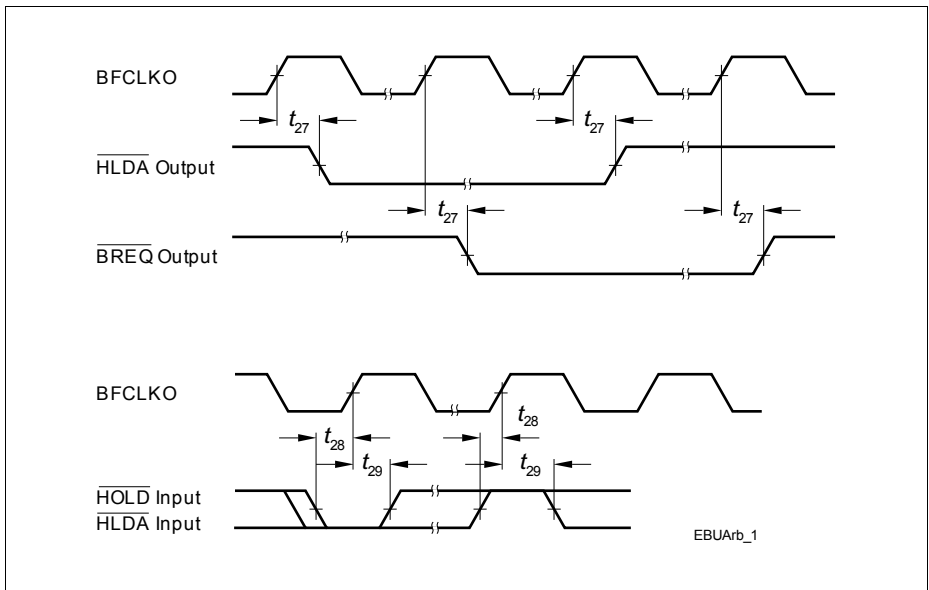 BFCLKO
t27 t27
HLDA Output
t27 t27
BREQ Output
BFCLKO
t28 t28
t29 t29
HOLD Input
HLDA Input
EBUArb_1